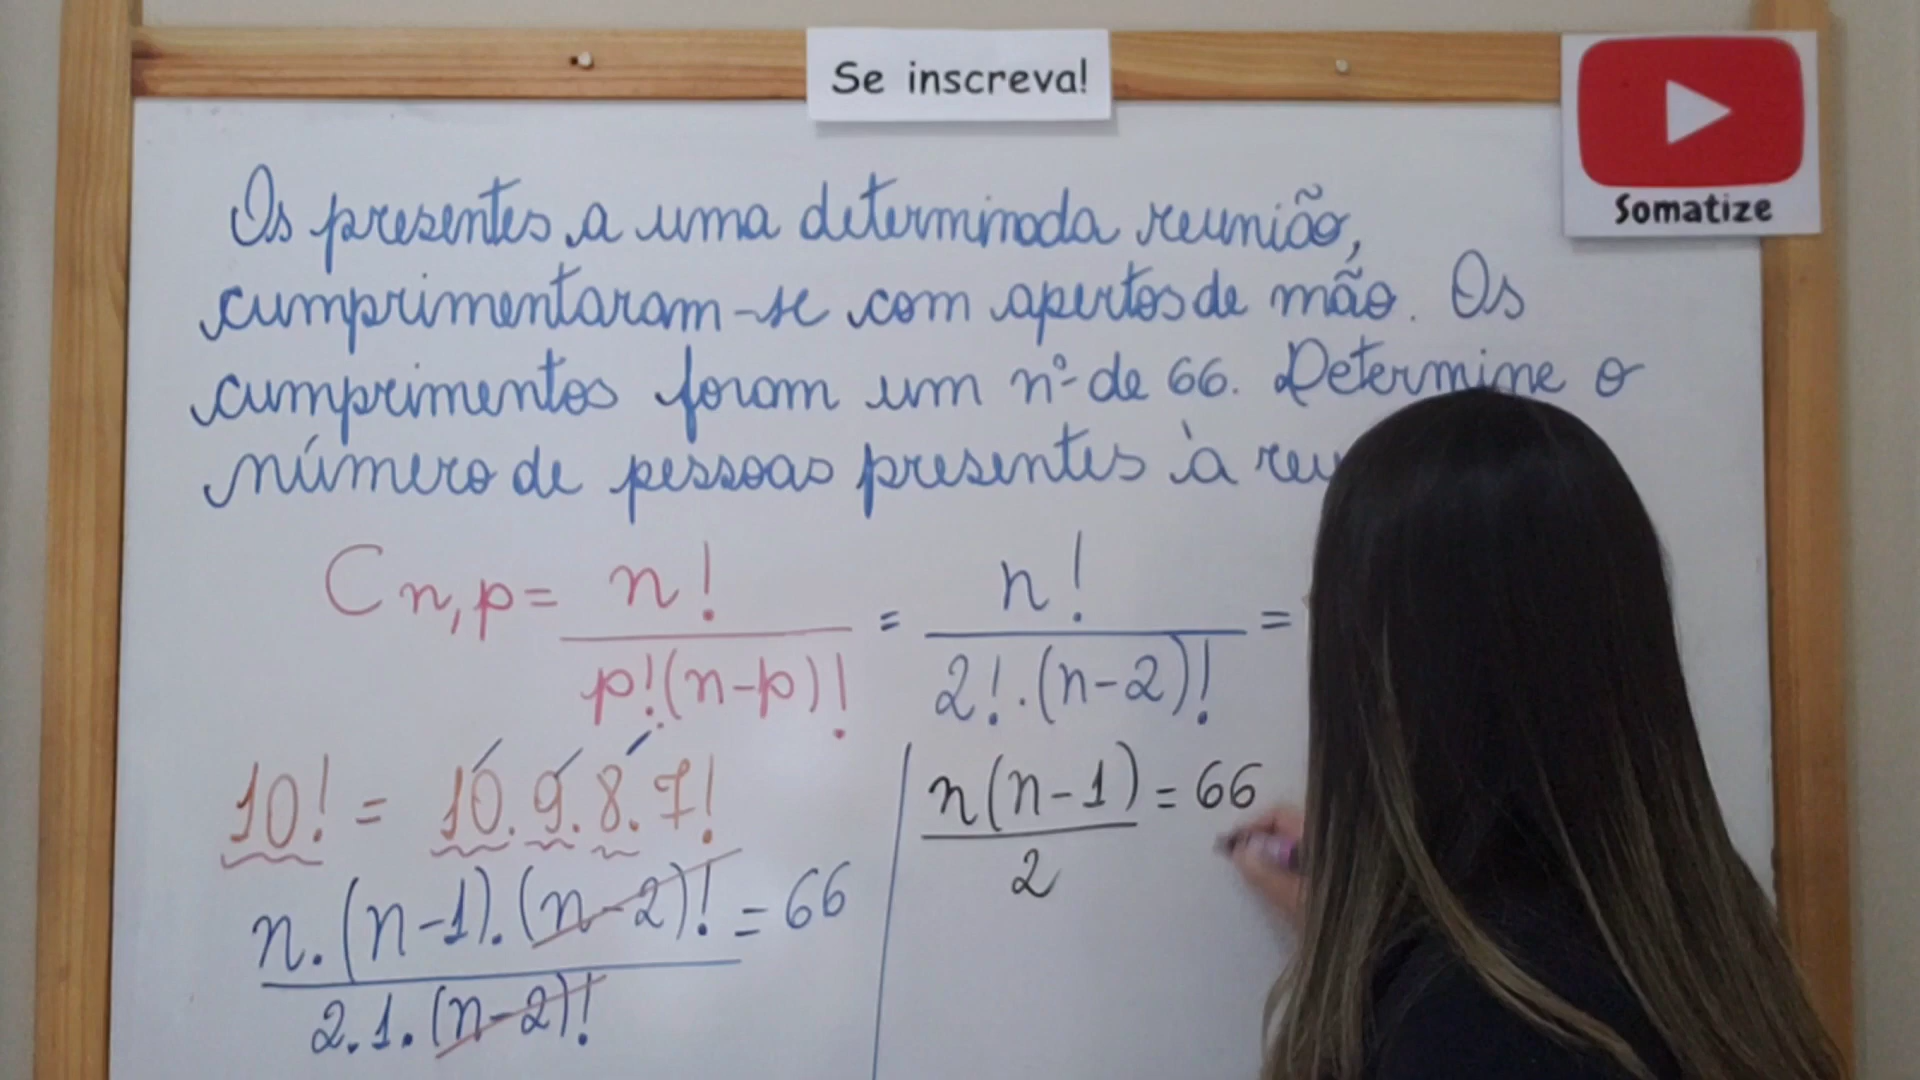 Se inscreva!
Somatize
Os presentes a uma determinada reunião,
cumprimentaram-se com apertos de mão. Os
cumprimentos foram um nº de 66. Determine o
número de pessoas presentes à reu
C n,p = n! / p!(n-p)! = n! / 2!.(n-2)! =
10! = 10.9.8.7!
n.(n-1).(n-2)! / 2.1.(n-2)! = 66
n(n-1) / 2 = 66